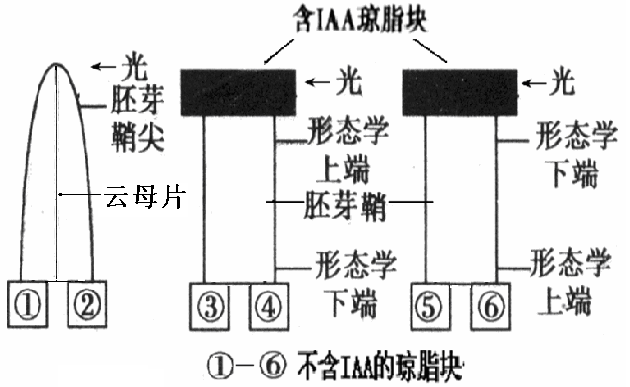 含IAA琼脂块
←光
胚芽
鞘尖
云母片
①
②
←光
形态学
上端
胚芽鞘
形态学
下端
③
④
←光
形态学
下端
形态学
上端
⑤
⑥
①—⑥ 不含IAA的琼脂块